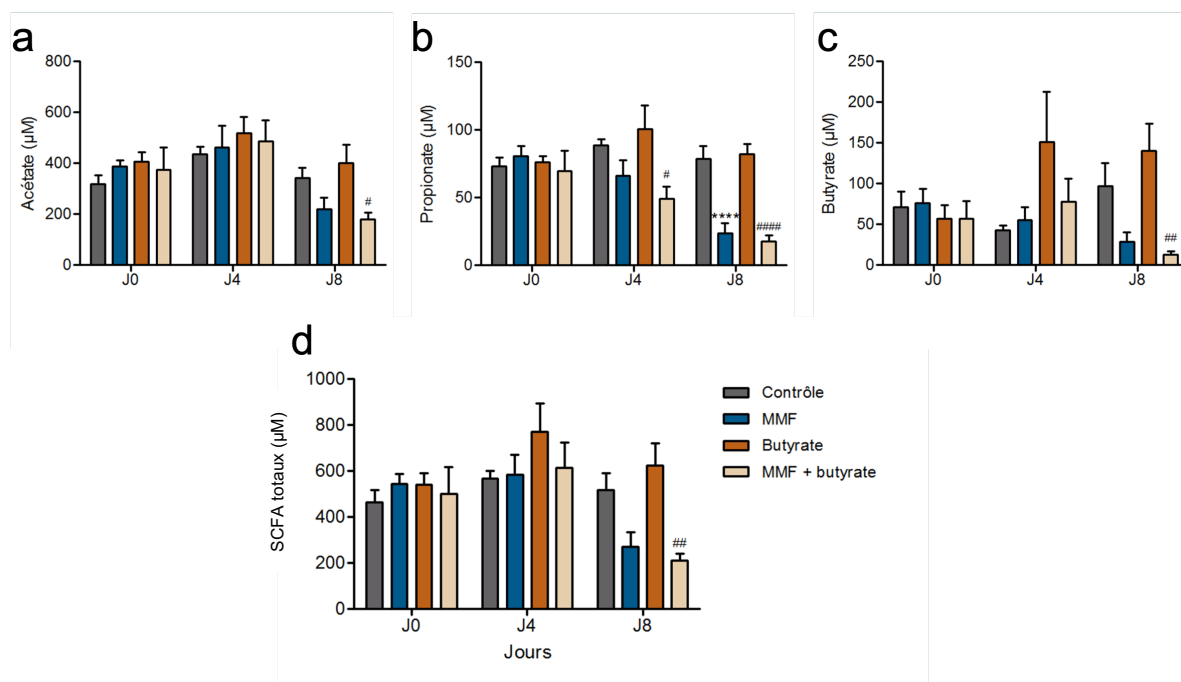 a
Acétate (µM)
800
600
400
200
0
J0 J4 J8
#
b
Propionate (µM)
150
100
50
0
J0 J4 J8
#
****
####
c
Butyrate (µM)
250
200
150
100
50
0
J0 J4 J8
##
d
SCFA totaux (µM)
1000
800
600
400
200
0
J0 J4 J8
##
Jours
Contrôle
MMF
Butyrate
MMF + butyrate